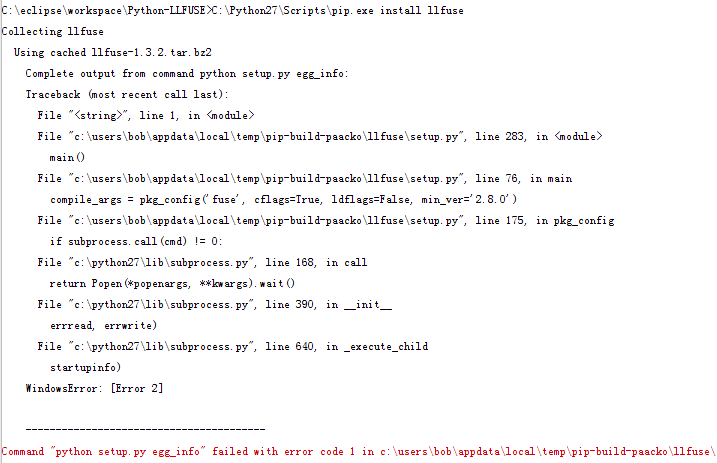 C:\eclipse\workspace\Python-LLFUSE>C:\Python27\Scripts\pip.exe install llfuse
Collecting llfuse
Using cached llfuse-1.3.2.tar.bz2
Complete output from command python setup.py egg_info:
Traceback (most recent call last):
File "<string>", line 1, in <module>
File "c:\users\bob\appdata\local\temp\pip-build-paacko\llfuse\setup.py", line 283, in <module>
main()
File "c:\users\bob\appdata\local\temp\pip-build-paacko\llfuse\setup.py", line 76, in main
compile_args = pkg_config('fuse', cflags=True, ldflags=False, min_ver='2.8.0')
File "c:\users\bob\appdata\local\temp\pip-build-paacko\llfuse\setup.py", line 175, in pkg_config
if subprocess.call(cmd) != 0:
File "c:\python27\lib\subprocess.py", line 168, in call
return Popen(*popenargs, **kwargs).wait()
File "c:\python27\lib\subprocess.py", line 390, in __init__
errread, errwrite)
File "c:\python27\lib\subprocess.py", line 640, in _execute_child
startupinfo)
WindowsError: [Error 2]
----------------------------------------
Command "python setup.py egg_info" failed with error code 1 in c:\users\bob\appdata\local\temp\pip-build-paacko\llfuse\